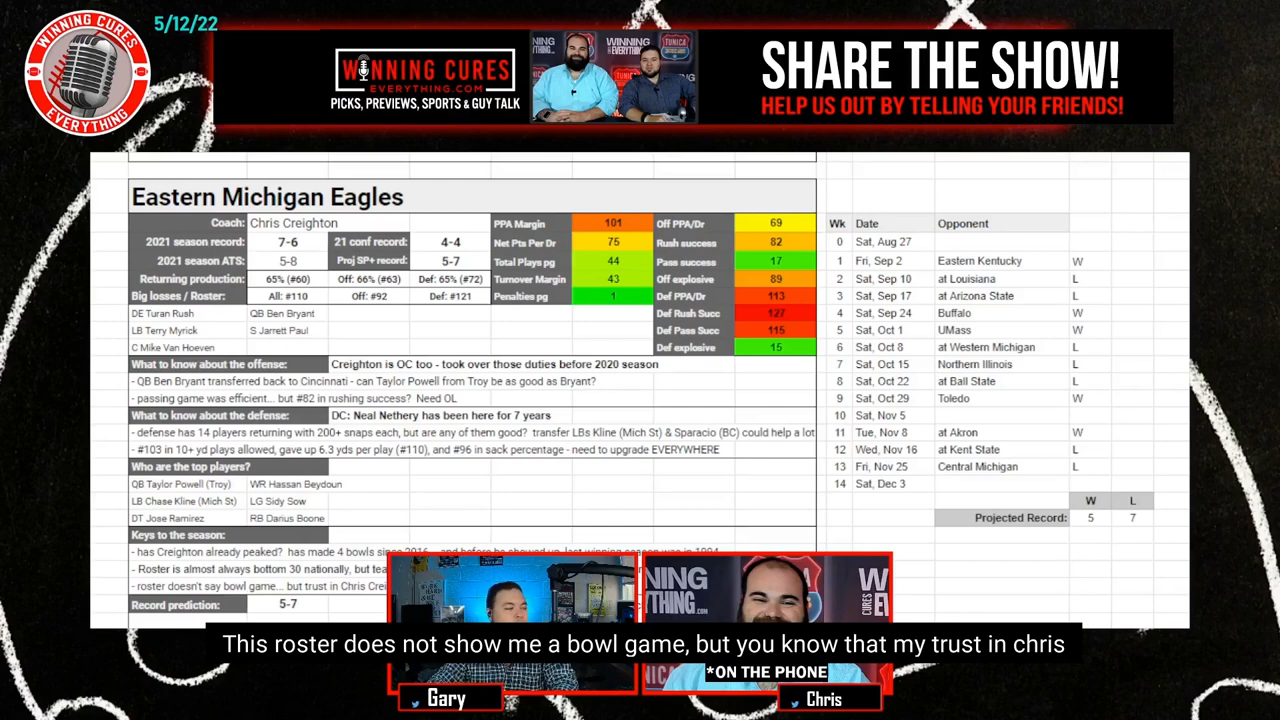 5/12/22
WINNING CURES
EVERYTHING
WINNING CURES
EVERYTHING.COM
PICKS, PREVIEWS, SPORTS & GUY TALK
WINNING
TUNICA
SHARE THE SHOW!
HELP US OUT BY TELLING YOUR FRIENDS!
Eastern Michigan Eagles
Coach: Chris Creighton PPA Margin 101 Off PPA/Dr 69
2021 season record: 7-6 21 conf record: 4-4 Net Pts Per Dr 75 Rush success 82
2021 season ATS: 5-8 Proj SP+ record: 5-7 Total Plays pg 44 Pass success 17
Returning production: 65% (#60) Off: 66% (#63) Def: 65% (#72) Turnover Margin 43 Off explosive 89
Big losses / Roster: All: #110 Off: #92 Def: #121 Penalties pg 1 Def PPA/Dr 113
DE Turan Rush QB Ben Bryant Def Rush Succ 127
LB Terry Myrick S Jarrett Paul Def Pass Succ 115
C Mike Van Hoeven Def explosive 15
What to know about the offense: Creighton is OC too - took over those duties before 2020 season
- QB Ben Bryant transferred back to Cincinnati - can Taylor Powell from Troy be as good as Bryant?
- passing game was efficient... but #82 in rushing success? Need OL
What to know about the defense: DC: Neal Nethery has been here for 7 years
- defense has 14 players returning with 200+ snaps each, but are any of them good? transfer LBs Kline (Mich St) & Sparacio (BC) could help a lot
- #103 in 10+ yd plays allowed, gave up 6.3 yds per play (#110), and #96 in sack percentage - need to upgrade EVERYWHERE
Who are the top players?
QB Taylor Powell (Troy) WR Hassan Beydoun
LB Chase Kline (Mich St) LG Sidy Sow
DT Jose Ramirez RB Darius Boone
Keys to the season:
- has Creighton already peaked? has made 4 bowls since 2016... and before he showed up, last winning season was in 1994
- Roster is almost always bottom 30 nationally, but
- roster doesn't say bowl game... but trust in Chris
Record prediction: 5-7
Wk Date Opponent
0 Sat, Aug 27
1 Fri, Sep 2 Eastern Kentucky W
2 Sat, Sep 10 at Louisiana L
3 Sat, Sep 17 at Arizona State L
4 Sat, Sep 24 Buffalo W
5 Sat, Oct 1 UMass W
6 Sat, Oct 8 at Western Michigan L
7 Sat, Oct 15 Northern Illinois L
8 Sat, Oct 22 at Ball State L
9 Sat, Oct 29 Toledo W
10 Sat, Nov 5
11 Tue, Nov 8 at Akron W
12 Wed, Nov 16 at Kent State L
13 Fri, Nov 25 Central Michigan L
14 Sat, Dec 3
W L
Projected Record: 5 7
This roster does not show me a bowl game, but you know that my trust in chris
*ON THE PHONE
Gary
Chris